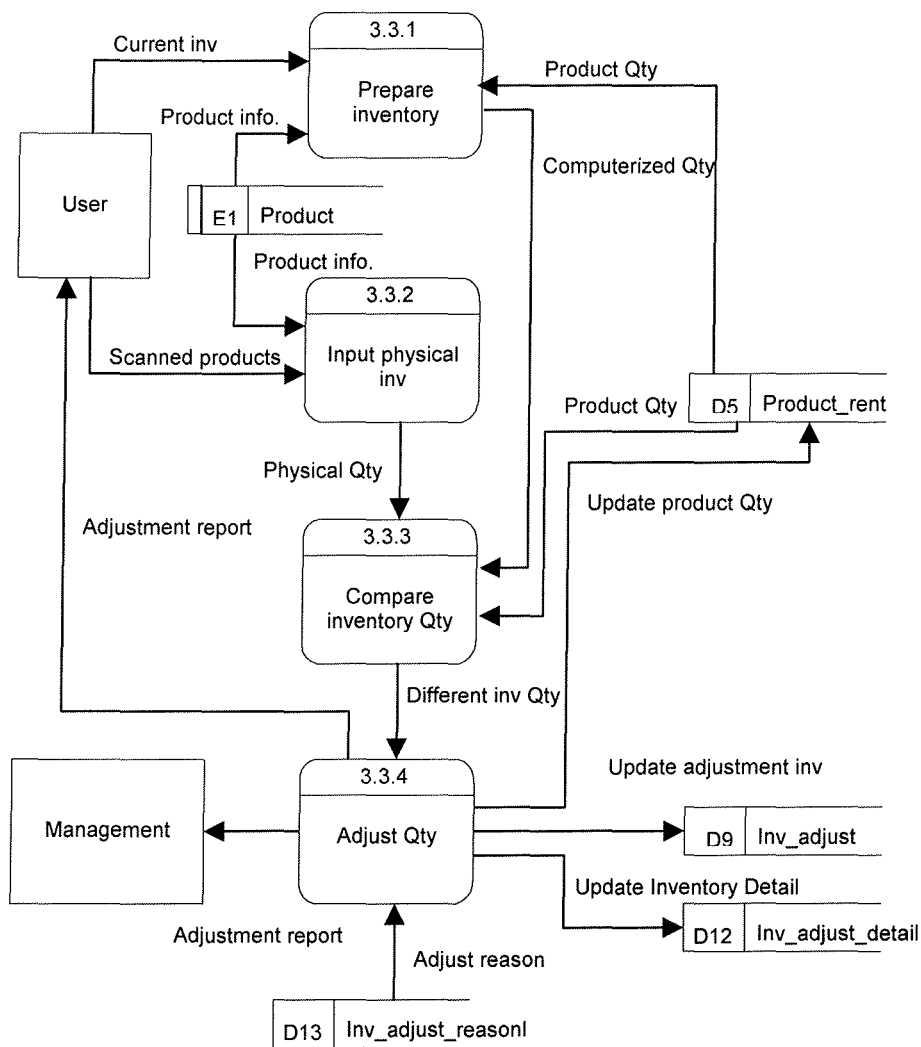 3.3.1
Current inv
Prepare
inventory
Product Qty
Product info.
Computerized Qty
User
E1 Product
Product info.
3.3.2
Input physical
inv
Scanned products
D5 Product_rent
Product Qty
Physical Qty
Update product Qty
Adjustment report
3.3.3
Compare
inventory Qty
Different inv Qty
3.3.4
Update adjustment inv
Management
Adjust Qty
D9 Inv_adjust
Update Inventory Detail
Adjustment report
D12 Inv_adjust_detail
Adjust reason
D13 Inv_adjust_reasonl